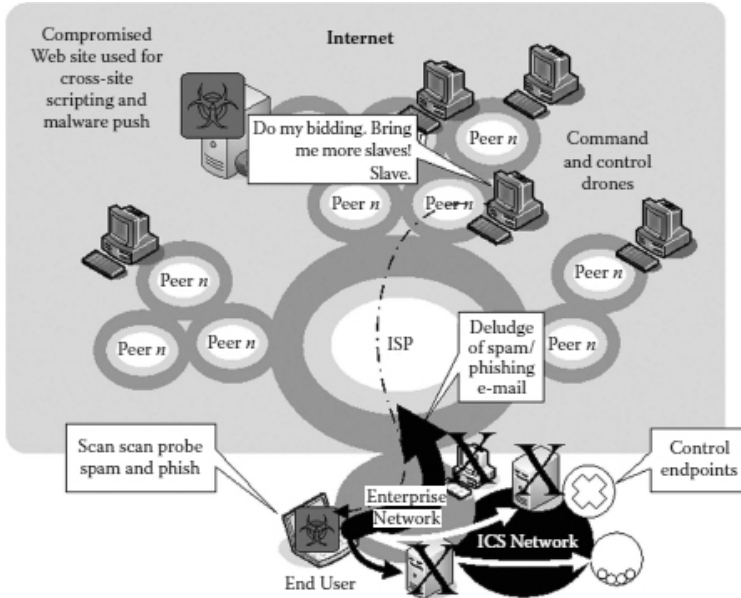 Compromised
Web site used for
cross-site
scripting and
malware push
Internet
Do my bidding. Bring
me more slaves!
Slave.
Peer n
Command
and control
drones
Peer n
Peer n
Peer n
Peer n
Peer n
Peer n
Peer n
Peer n
ISP
Deludge
of spam/
phishing
e-mail
Scan scan probe
spam and phish
Control
endpoints
Enterprise
Network
ICS Network
End User
X
X
X